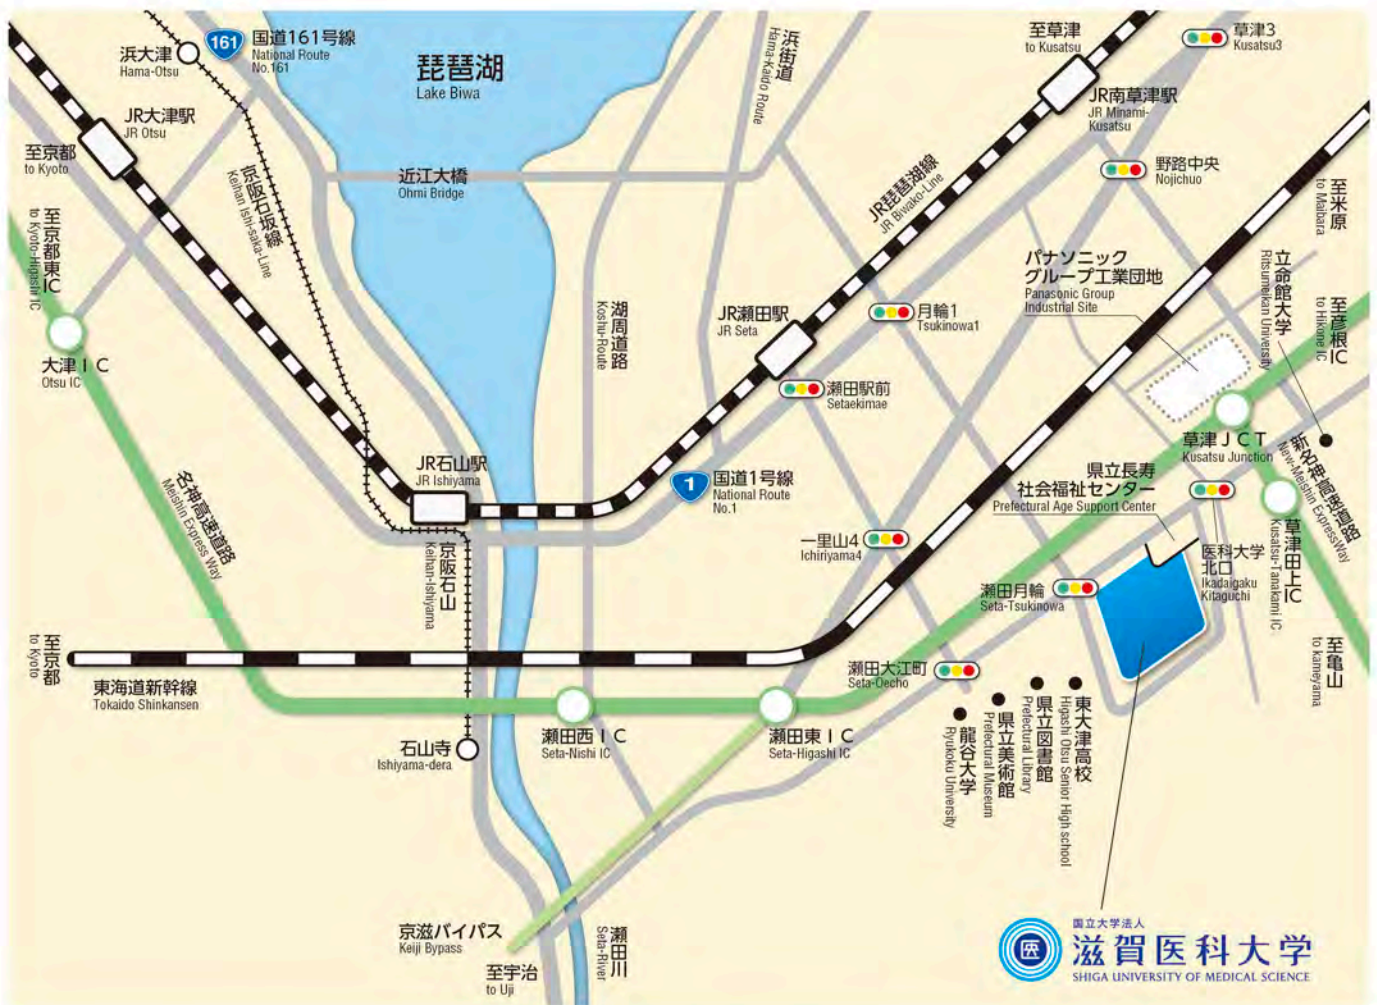 浜大津
Hama-Otsu
161
国道161号線
National Route
No.161
琵琶湖
Lake Biwa
浜街道
Hama-Kaido Route
至草津
to Kusatsu
草津3
Kusatsu3
JR大津駅
JR Otsu
至京都
to Kyoto
JR南草津駅
JR Minami-
Kusatsu
近江大橋
Ohmi Bridge
京阪石坂線
Keihan Ishi-saka-Line
JR琵琶湖線
JR Biwako-Line
野路中央
Nojichuo
至米原
to Maibara
至京都東IC
to Kyoto-Higashi IC
パナソニック
グループ工業団地
Panasonic Group
Industrial Site
立命館大学
Ritsumeikan University
至彦根IC
to Hikone IC
湖周道路
Koshu-Route
JR瀬田駅
JR Seta
月輪1
Tsukinowa1
大津IC
Otsu IC
瀬田駅前
Setaekimae
草津JCT
Kusatsu Junction
新名神高速道路
New-Meishin ExpressWay
名神高速道路
Meishin Express Way
JR石山駅
JR Ishiyama
1
国道1号線
National Route
No.1
県立長寿
社会福祉センター
Prefectural Age Support Center
京阪石山
Keihan-Ishiyama
一里山4
Ichiriyama4
医科大学
北口
Ikadaigaku
Kitaguchi
草津田上IC
Kusatsu-Tanakami IC
瀬田月輪
Seta-Tsukinowa
至京都
to Kyoto
東海道新幹線
Tokaido Shinkansen
瀬田大江町
Seta-Oecho
至亀山
to kameyama
石山寺
Ishiyama-dera
瀬田西IC
Seta-Nishi IC
瀬田東IC
Seta-Higashi IC
龍谷大学
Ryukoku University
県立美術館
Prefectural Museum
県立図書館
Prefectural Library
東大津高校
Higashi Otsu Senior High school
京滋バイパス
Keiji Bypass
至宇治
to Uji
瀬田川
Seta-River
医
国立大学法人
滋賀医科大学
SHIGA UNIVERSITY OF MEDICAL SCIENCE